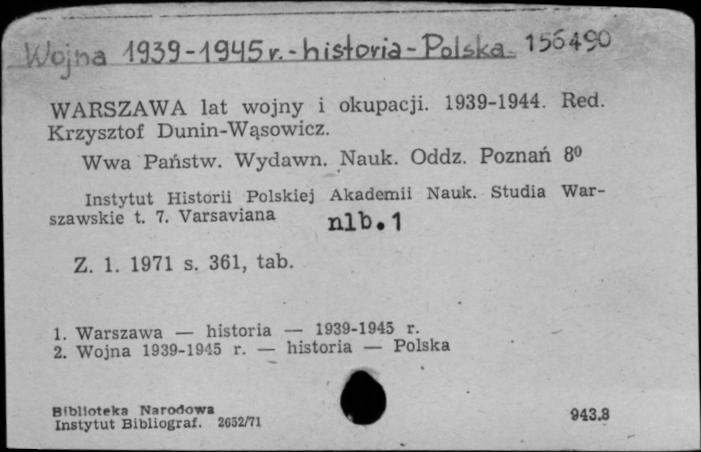 Wojna 1939-1945 r. - historia - Polska 156490
WARSZAWA lat wojny i okupacji. 1939-1944. Red.
Krzysztof Dunin-Wąsowicz.
Wwa Państw. Wydawn. Nauk. Oddz. Poznań 8⁰
Instytut Historii Polskiej Akademii Nauk. Studia War-
szawskie t. 7. Varsaviana nlb. 1
Z. 1. 1971 s. 361, tab.
1. Warszawa — historia — 1939-1945 r.
2. Wojna 1939-1945 r. — historia — Polska
Biblioteka Narodowa
Instytut Bibliograf. 2652/71 943.8